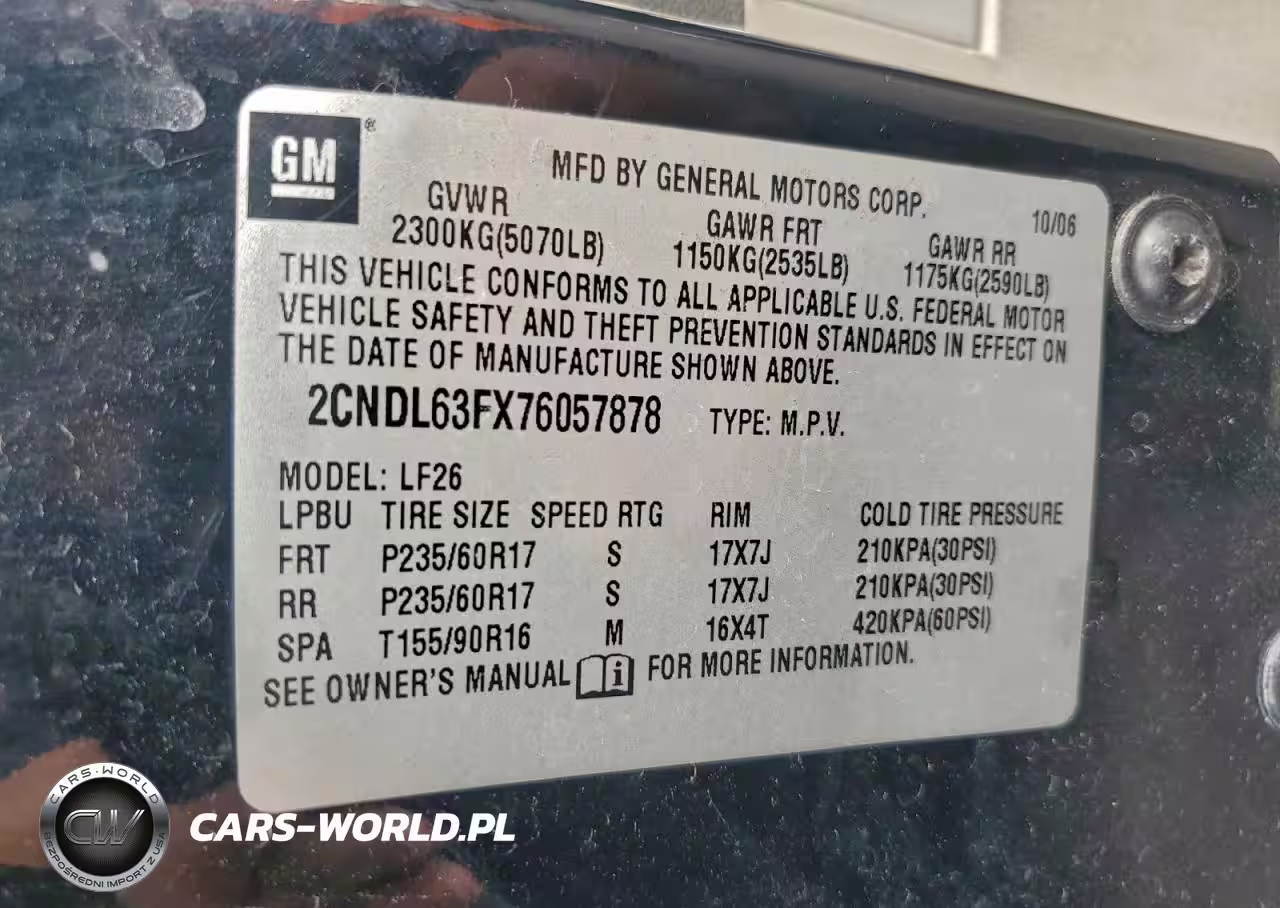 GM®
MFD BY GENERAL MOTORS CORP.
10/06
GVWR GAWR FRT GAWR RR
2300KG(5070LB) 1150KG(2535LB) 1175KG(2590LB)
THIS VEHICLE CONFORMS TO ALL APPLICABLE U.S. FEDERAL MOTOR
VEHICLE SAFETY AND THEFT PREVENTION STANDARDS IN EFFECT ON
THE DATE OF MANUFACTURE SHOWN ABOVE.
2CNDL63FX76057878 TYPE: M.P.V.
MODEL: LF26
LPBU TIRE SIZE SPEED RTG RIM COLD TIRE PRESSURE
FRT P235/60R17 S 17X7J 210KPA(30PSI)
RR P235/60R17 S 17X7J 210KPA(30PSI)
SPA T155/90R16 M 16X4T 420KPA(60PSI)
SEE OWNER'S MANUAL i FOR MORE INFORMATION.
CARS-WORLD
CW
BEZPOŚREDNI IMPORT Z USA
CARS-WORLD.PL